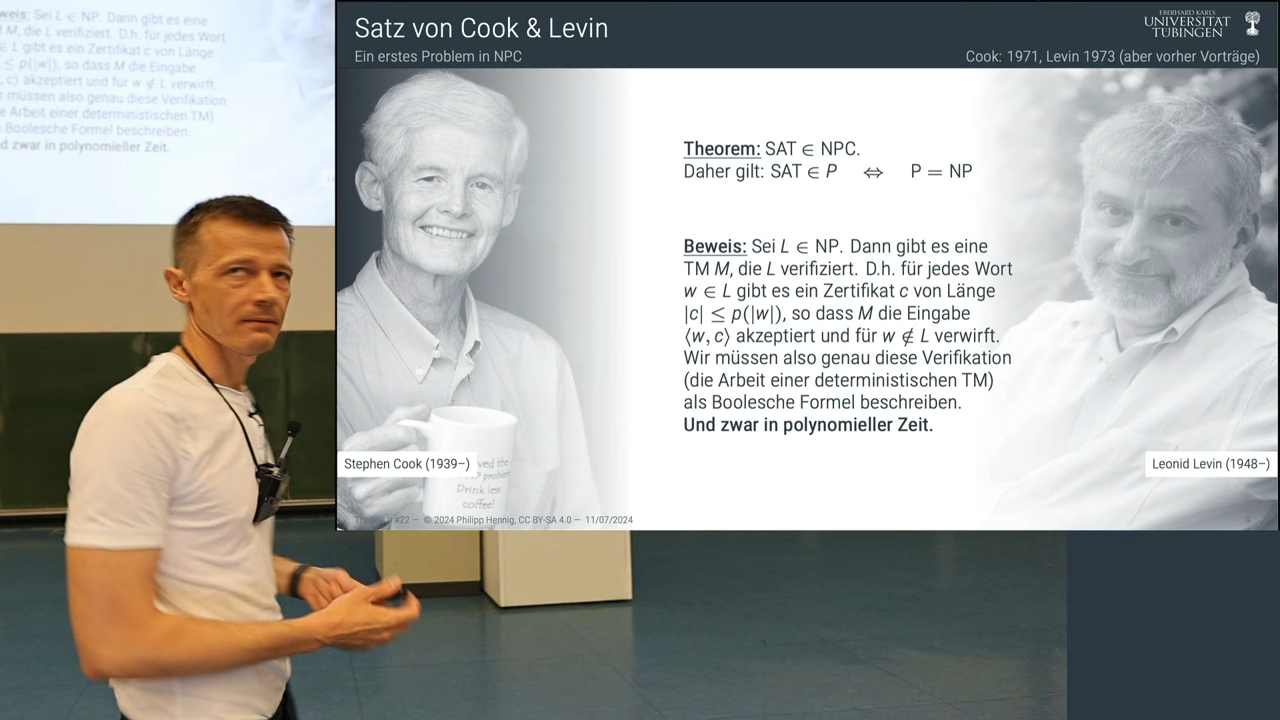 weis: Sei L ∈ NP. Dann gibt es eine
M, die L verifiziert. D.h. für jedes Wort
∈ L gibt es ein Zertifikat c von Länge
≤ p(|w|), so dass M die Eingabe
, c⟩ akzeptiert und für w ∉ L verwirft.
müssen also genau diese Verifikation
e Arbeit einer deterministischen TM)
Boolesche Formel beschreiben.
d zwar in polynomieller Zeit.
Satz von Cook & Levin
Ein erstes Problem in NPC
EBERHARD KARLS
UNIVERSITÄT
TÜBINGEN
Cook: 1971, Levin 1973 (aber vorher Vorträge)
Theorem: SAT ∈ NPC.
Daher gilt: SAT ∈ P ⇔ P = NP
Beweis: Sei L ∈ NP. Dann gibt es eine
TM M, die L verifiziert. D.h. für jedes Wort
w ∈ L gibt es ein Zertifikat c von Länge
|c| ≤ p(|w|), so dass M die Eingabe
⟨w, c⟩ akzeptiert und für w ∉ L verwirft.
Wir müssen also genau diese Verifikation
(die Arbeit einer deterministischen TM)
als Boolesche Formel beschreiben.
Und zwar in polynomieller Zeit.
ved the
P problem
Drink less
coffee!
Stephen Cook (1939–)
Leonid Levin (1948–)
#22 — © 2024 Philipp Hennig, CC BY-SA 4.0 — 11/07/2024
9